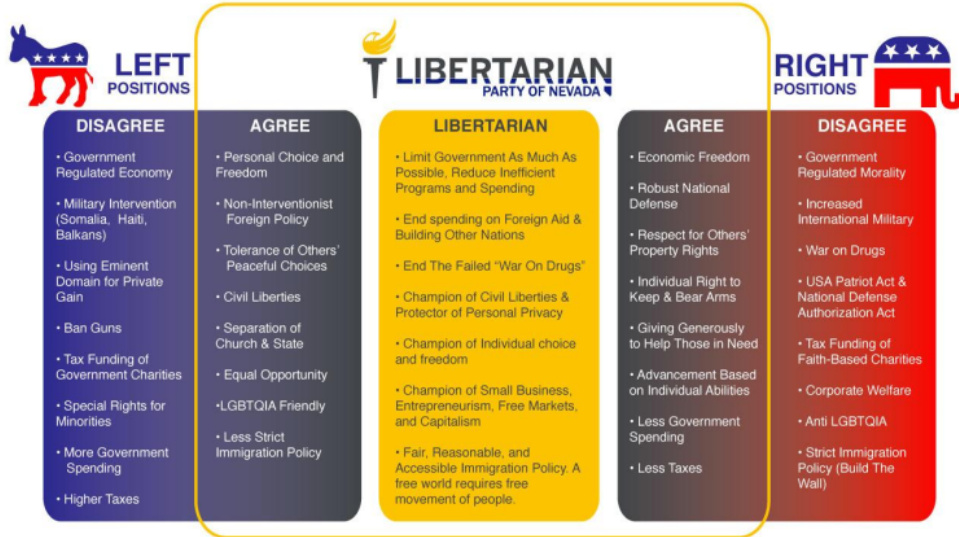 LEFT
POSITIONS
LIBERTARIAN
PARTY OF NEVADA
RIGHT
POSITIONS
DISAGREE
• Government
Regulated Economy
• Military Intervention
(Somalia, Haiti,
Balkans)
• Using Eminent
Domain for Private
Gain
• Ban Guns
• Tax Funding of
Government Charities
• Special Rights for
Minorities
• More Government
Spending
• Higher Taxes
AGREE
• Personal Choice and
Freedom
• Non-Interventionist
Foreign Policy
• Tolerance of Others'
Peaceful Choices
• Civil Liberties
• Separation of
Church & State
• Equal Opportunity
•LGBTQIA Friendly
• Less Strict
Immigration Policy
LIBERTARIAN
• Limit Government As Much As
Possible, Reduce Inefficient
Programs and Spending
• End spending on Foreign Aid &
Building Other Nations
• End The Failed “War On Drugs”
• Champion of Civil Liberties &
Protector of Personal Privacy
• Champion of Individual choice
and freedom
• Champion of Small Business,
Entrepreneurism, Free Markets,
and Capitalism
• Fair, Reasonable, and
Accessible Immigration Policy. A
free world requires free
movement of people.
AGREE
• Economic Freedom
• Robust National
Defense
• Respect for Others'
Property Rights
• Individual Right to
Keep & Bear Arms
• Giving Generously
to Help Those in Need
• Advancement Based
on Individual Abilities
• Less Government
Spending
• Less Taxes
DISAGREE
• Government
Regulated Morality
• Increased
International Military
• War on Drugs
• USA Patriot Act &
National Defense
Authorization Act
• Tax Funding of
Faith-Based Charities
• Corporate Welfare
• Anti LGBTQIA
• Strict Immigration
Policy (Build The
Wall)